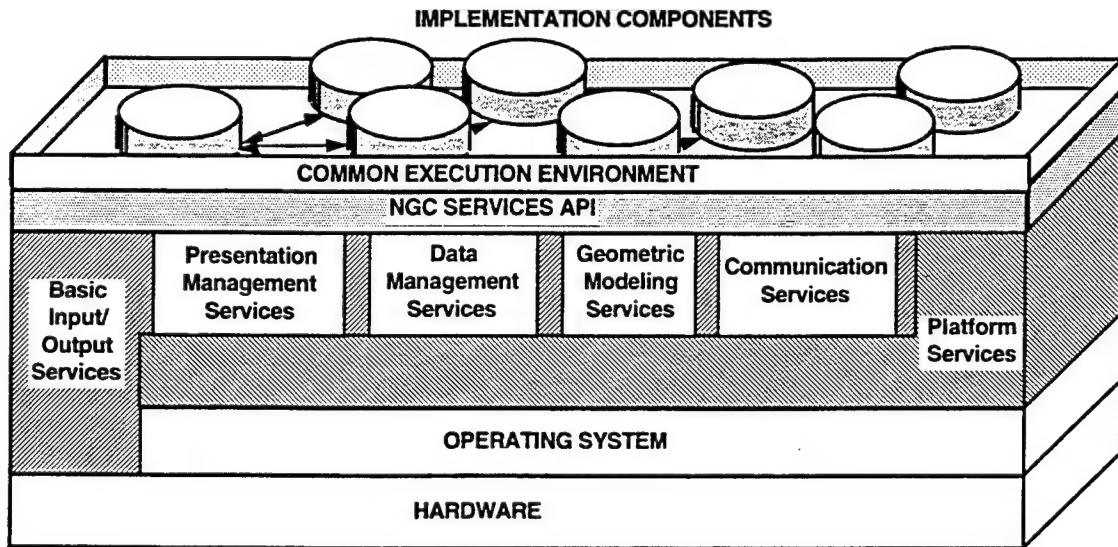 IMPLEMENTATION COMPONENTS
COMMON EXECUTION ENVIRONMENT
NGC SERVICES API
Presentation
Management
Services
Data
Management
Services
Geometric
Modeling
Services
Communication
Services
Basic
Input/
Output
Services
Platform
Services
OPERATING SYSTEM
HARDWARE